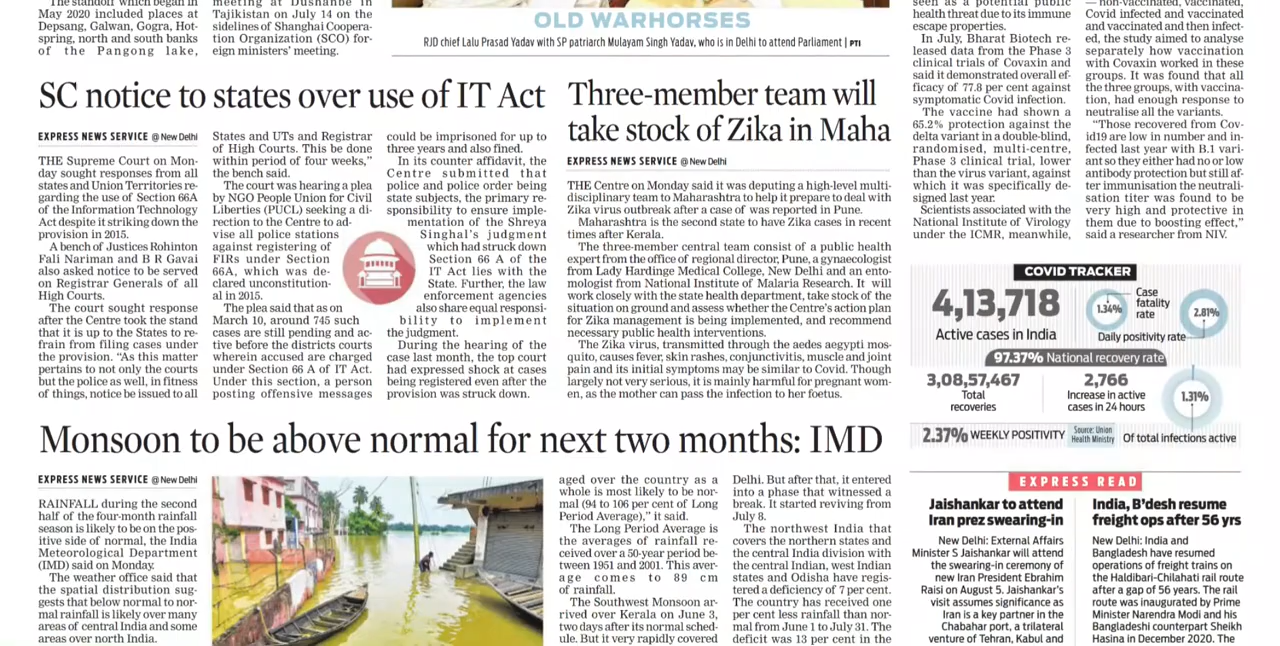 The standoff which began in
May 2020 included places at
Depsang, Galwan, Gogra, Hot-
spring, north and south banks
of the Pangong lake,
meeting at Dushanbe in
Tajikistan on July 14 on the
sidelines of Shanghai Coopera-
tion Organization (SCO) for-
eign ministers' meeting.
OLD WARHORSES
RJD chief Lalu Prasad Yadav with SP patriarch Mulayam Singh Yadav, who is in Delhi to attend Parliament | PTI
SC notice to states over use of IT Act
EXPRESS NEWS SERVICE @ New Delhi
THE Supreme Court on Mon-
day sought responses from all
states and Union Territories re-
garding the use of Section 66A
of the Information Technology
Act despite it striking down the
provision in 2015.
A bench of Justices Rohinton
Fali Nariman and B R Gavai
also asked notice to be served
on Registrar Generals of all
High Courts.
The court sought response
after the Centre took the stand
that it is up to the States to re-
frain from filing cases under
the provision. “As this matter
pertains to not only the courts
but the police as well, in fitness
of things, notice be issued to all
States and UTs and Registrar
of High Courts. This be done
within period of four weeks,”
the bench said.
The court was hearing a plea
by NGO People Union for Civil
Liberties (PUCL) seeking a di-
rection to the Centre to ad-
vise all police stations
against registering of
FIRs under Section
66A, which was de-
clared unconstitution-
al in 2015.
The plea said that as on
March 10, around 745 such
cases are still pending and ac-
tive before the districts courts
wherein accused are charged
under Section 66 A of IT Act.
Under this section, a person
posting offensive messages
could be imprisoned for up to
three years and also fined.
In its counter affidavit, the
Centre submitted that
police and police order being
state subjects, the primary re-
sponsibility to ensure imple-
mentation of the Shreya
Singhal's judgment
which had struck down
Section 66 A of the
IT Act lies with the
State. Further, the law
enforcement agencies
also share equal responsi-
bility to implement
the judgment.
During the hearing of the
case last month, the top court
had expressed shock at cases
being registered even after the
provision was struck down.
Three-member team will
take stock of Zika in Maha
EXPRESS NEWS SERVICE @ New Delhi
THE Centre on Monday said it was deputing a high-level multi-
disciplinary team to Maharashtra to help it prepare to deal with
Zika virus outbreak after a case of was reported in Pune.
Maharashtra is the second state to have Zika cases in recent
times after Kerala.
The three-member central team consist of a public health
expert from the office of regional director, Pune, a gynaecologist
from Lady Hardinge Medical College, New Delhi and an ento-
mologist from National Institute of Malaria Research. It will
work closely with the state health department, take stock of the
situation on ground and assess whether the Centre's action plan
for Zika management is being implemented, and recommend
necessary public health interventions.
The Zika virus, transmitted through the aedes aegypti mos-
quito, causes fever, skin rashes, conjunctivitis, muscle and joint
pain and its initial symptoms may be similar to Covid. Though
largely not very serious, it is mainly harmful for pregnant wom-
en, as the mother can pass the infection to her foetus.
seen as a potential public
health threat due to its immune
escape properties.
In July, Bharat Biotech re-
leased data from the Phase 3
clinical trials of Covaxin and
said it demonstrated overall ef-
ficacy of 77.8 per cent against
symptomatic Covid infection.
The vaccine had shown a
65.2% protection against the
delta variant in a double-blind,
randomised, multi-centre,
Phase 3 clinical trial, lower
than the virus variant, against
which it was specifically de-
signed last year.
Scientists associated with the
National Institute of Virology
under the ICMR, meanwhile,
— non-vaccinated, vaccinated,
Covid infected and vaccinated
and vaccinated and then infect-
ed, the study aimed to analyse
separately how vaccination
with Covaxin worked in these
groups. It was found that all
the three groups, with vaccina-
tion, had enough response to
neutralise all the variants.
“Those recovered from Cov-
id19 are low in number and in-
fected last year with B.1 vari-
ant so they either had no or low
antibody protection but still af-
ter immunisation the neutrali-
sation titer was found to be
very high and protective in
them due to boosting effect,”
said a researcher from NIV.
COVID TRACKER
4,13,718
Active cases in India
1.34%
Case
fatality
rate
2.81%
Daily positivity rate
97.37% National recovery rate
3,08,57,467
Total
recoveries
2,766
Increase in active
cases in 24 hours
1.31%
Of total infections active
2.37% WEEKLY POSITIVITY
Source: Union
Health Ministry
Monsoon to be above normal for next two months: IMD
EXPRESS NEWS SERVICE @ New Delhi
RAINFALL during the second
half of the four-month rainfall
season is likely to be on the pos-
itive side of normal, the India
Meteorological Department
(IMD) said on Monday.
The weather office said that
the spatial distribution sug-
gests that below normal to nor-
mal rainfall is likely over many
areas of central India and some
areas over north India.
aged over the country as a
whole is most likely to be nor-
mal (94 to 106 per cent of Long
Period Average),” it said.
The Long Period Average is
the averages of rainfall re-
ceived over a 50-year period be-
tween 1951 and 2001. This aver-
age comes to 89 cm
of rainfall.
The Southwest Monsoon ar-
rived over Kerala on June 3,
two days after its normal sched-
ule. But it very rapidly covered
Delhi. But after that, it entered
into a phase that witnessed a
break. It started reviving from
July 8.
The northwest India that
covers the northern states and
the central India division with
the central Indian, west Indian
states and Odisha have regis-
tered a deficiency of 7 per cent.
The country has received one
per cent less rainfall than nor-
mal from June 1 to July 31. The
deficit was 13 per cent in the
EXPRESS READ
Jaishankar to attend
Iran prez swearing-in
New Delhi: External Affairs
Minister S Jaishankar will attend
the swearing-in ceremony of
new Iran President Ebrahim
Raisi on August 5. Jaishankar's
visit assumes significance as
Iran is a key partner in the
Chabahar port, a trilateral
venture of Tehran, Kabul and
India, B'desh resume
freight ops after 56 yrs
New Delhi: India and
Bangladesh have resumed
operations of freight trains on
the Haldibari-Chilahati rail route
after a gap of 56 years. The rail
route was inaugurated by Prime
Minister Narendra Modi and his
Bangladeshi counterpart Sheikh
Hasina in December 2020. The